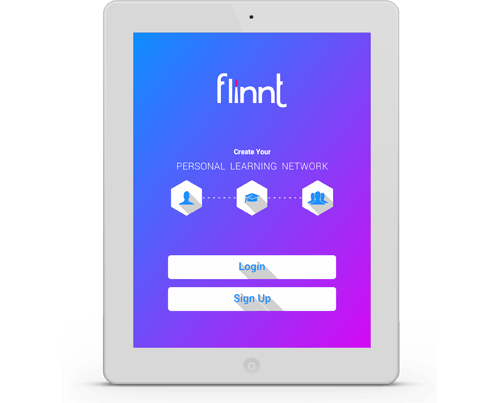 flinnt
Create Your
PERSONAL LEARNING NETWORK
Login
Sign Up